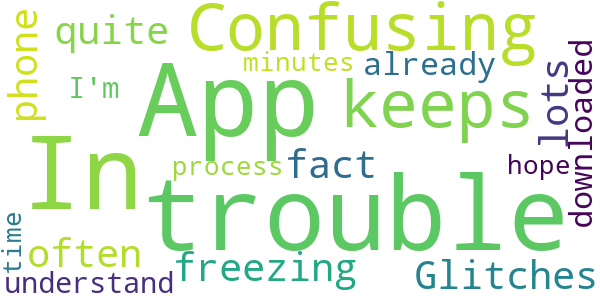 phone
quite
Confusing
minutes
already
I'm
App
keeps
lots
downloaded
In
process
fact
hope
trouble
time
often
understand
freezing
Glitches